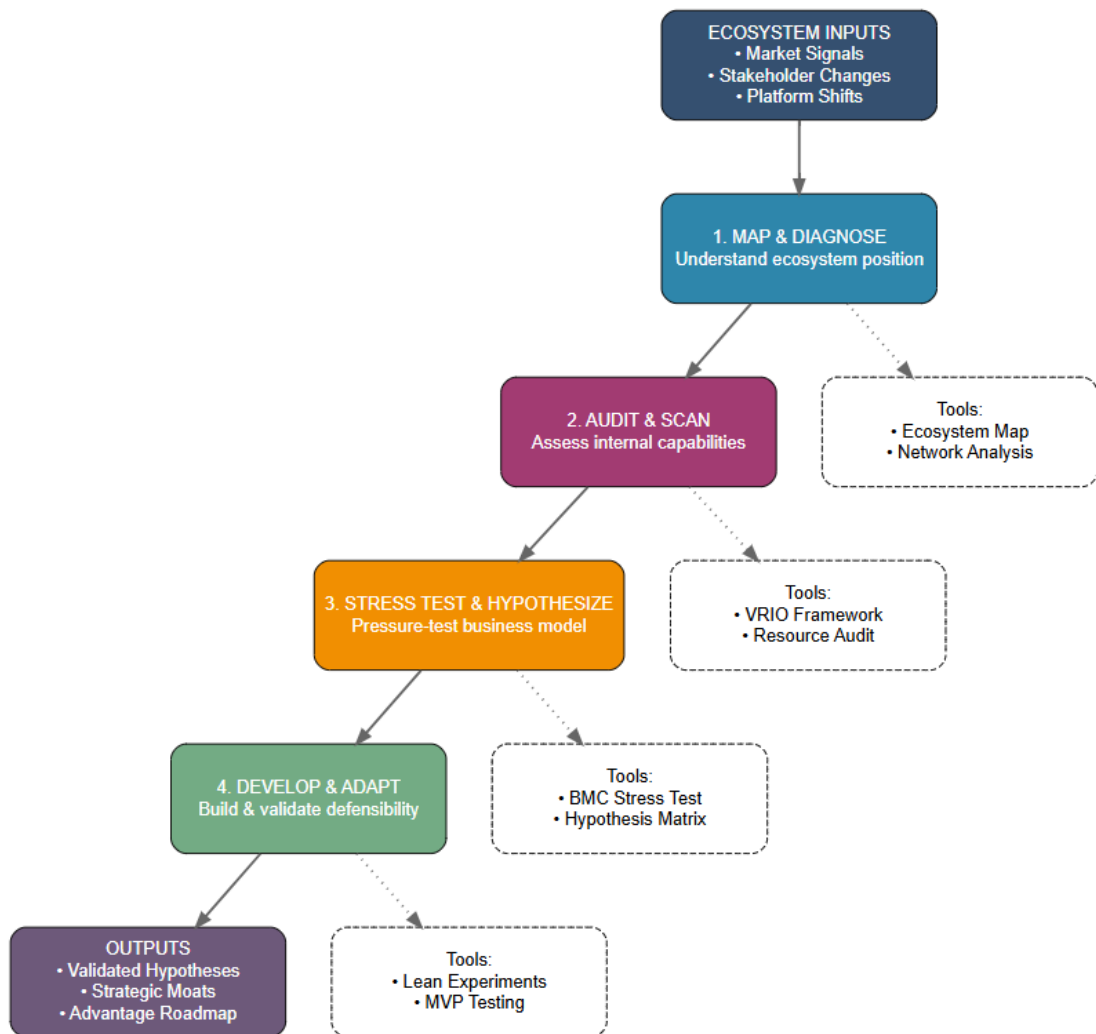 ECOSYSTEM INPUTS
• Market Signals
• Stakeholder Changes
• Platform Shifts
1. MAP & DIAGNOSE
Understand ecosystem position
2. AUDIT & SCAN
Assess internal capabilities
Tools:
• Ecosystem Map
• Network Analysis
3. STRESS TEST & HYPOTHESIZE
Pressure-test business model
Tools:
• VRIO Framework
• Resource Audit
4. DEVELOP & ADAPT
Build & validate defensibility
Tools:
• BMC Stress Test
• Hypothesis Matrix
OUTPUTS
• Validated Hypotheses
• Strategic Moats
• Advantage Roadmap
Tools:
• Lean Experiments
• MVP Testing